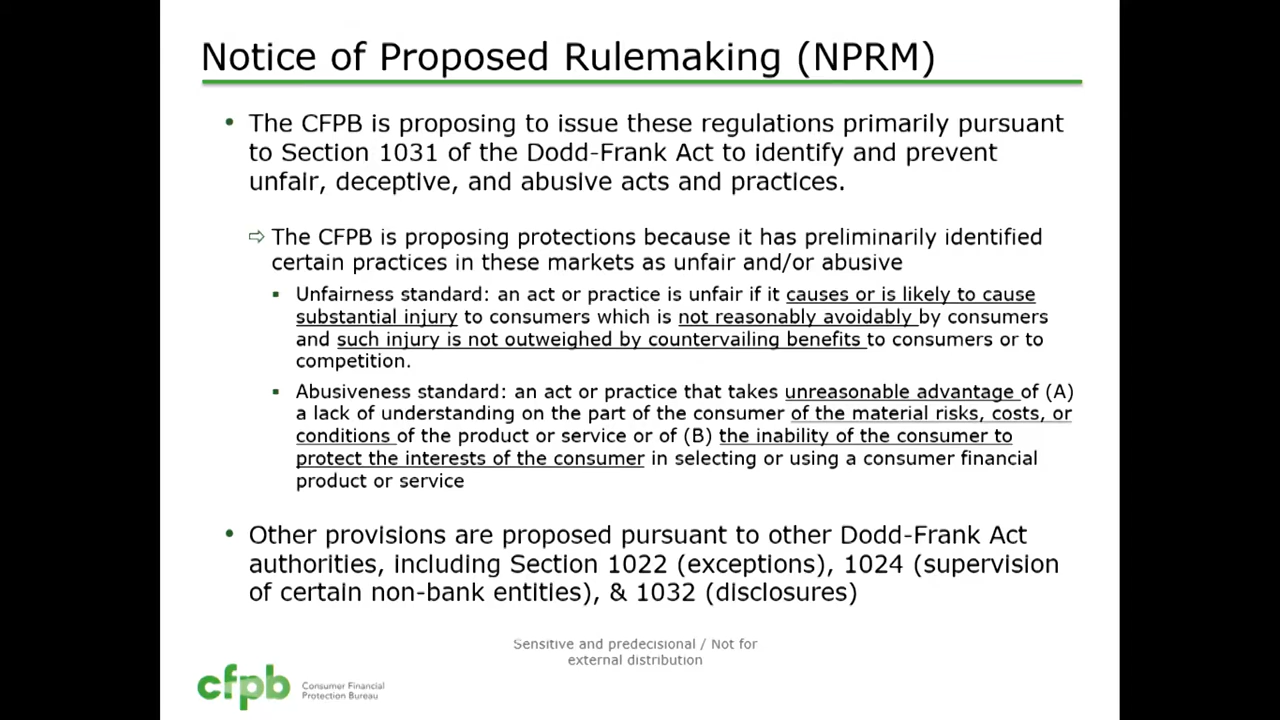 Notice of Proposed Rulemaking (NPRM)
• The CFPB is proposing to issue these regulations primarily pursuant
to Section 1031 of the Dodd-Frank Act to identify and prevent
unfair, deceptive, and abusive acts and practices.
⇨ The CFPB is proposing protections because it has preliminarily identified
certain practices in these markets as unfair and/or abusive
▪ Unfairness standard: an act or practice is unfair if it causes or is likely to cause
substantial injury to consumers which is not reasonably avoidably by consumers
and such injury is not outweighed by countervailing benefits to consumers or to
competition.
▪ Abusiveness standard: an act or practice that takes unreasonable advantage of (A)
a lack of understanding on the part of the consumer of the material risks, costs, or
conditions of the product or service or of (B) the inability of the consumer to
protect the interests of the consumer in selecting or using a consumer financial
product or service
• Other provisions are proposed pursuant to other Dodd-Frank Act
authorities, including Section 1022 (exceptions), 1024 (supervision
of certain non-bank entities), & 1032 (disclosures)
Sensitive and predecisional / Not for
external distribution
cfpb
Consumer Financial
Protection Bureau